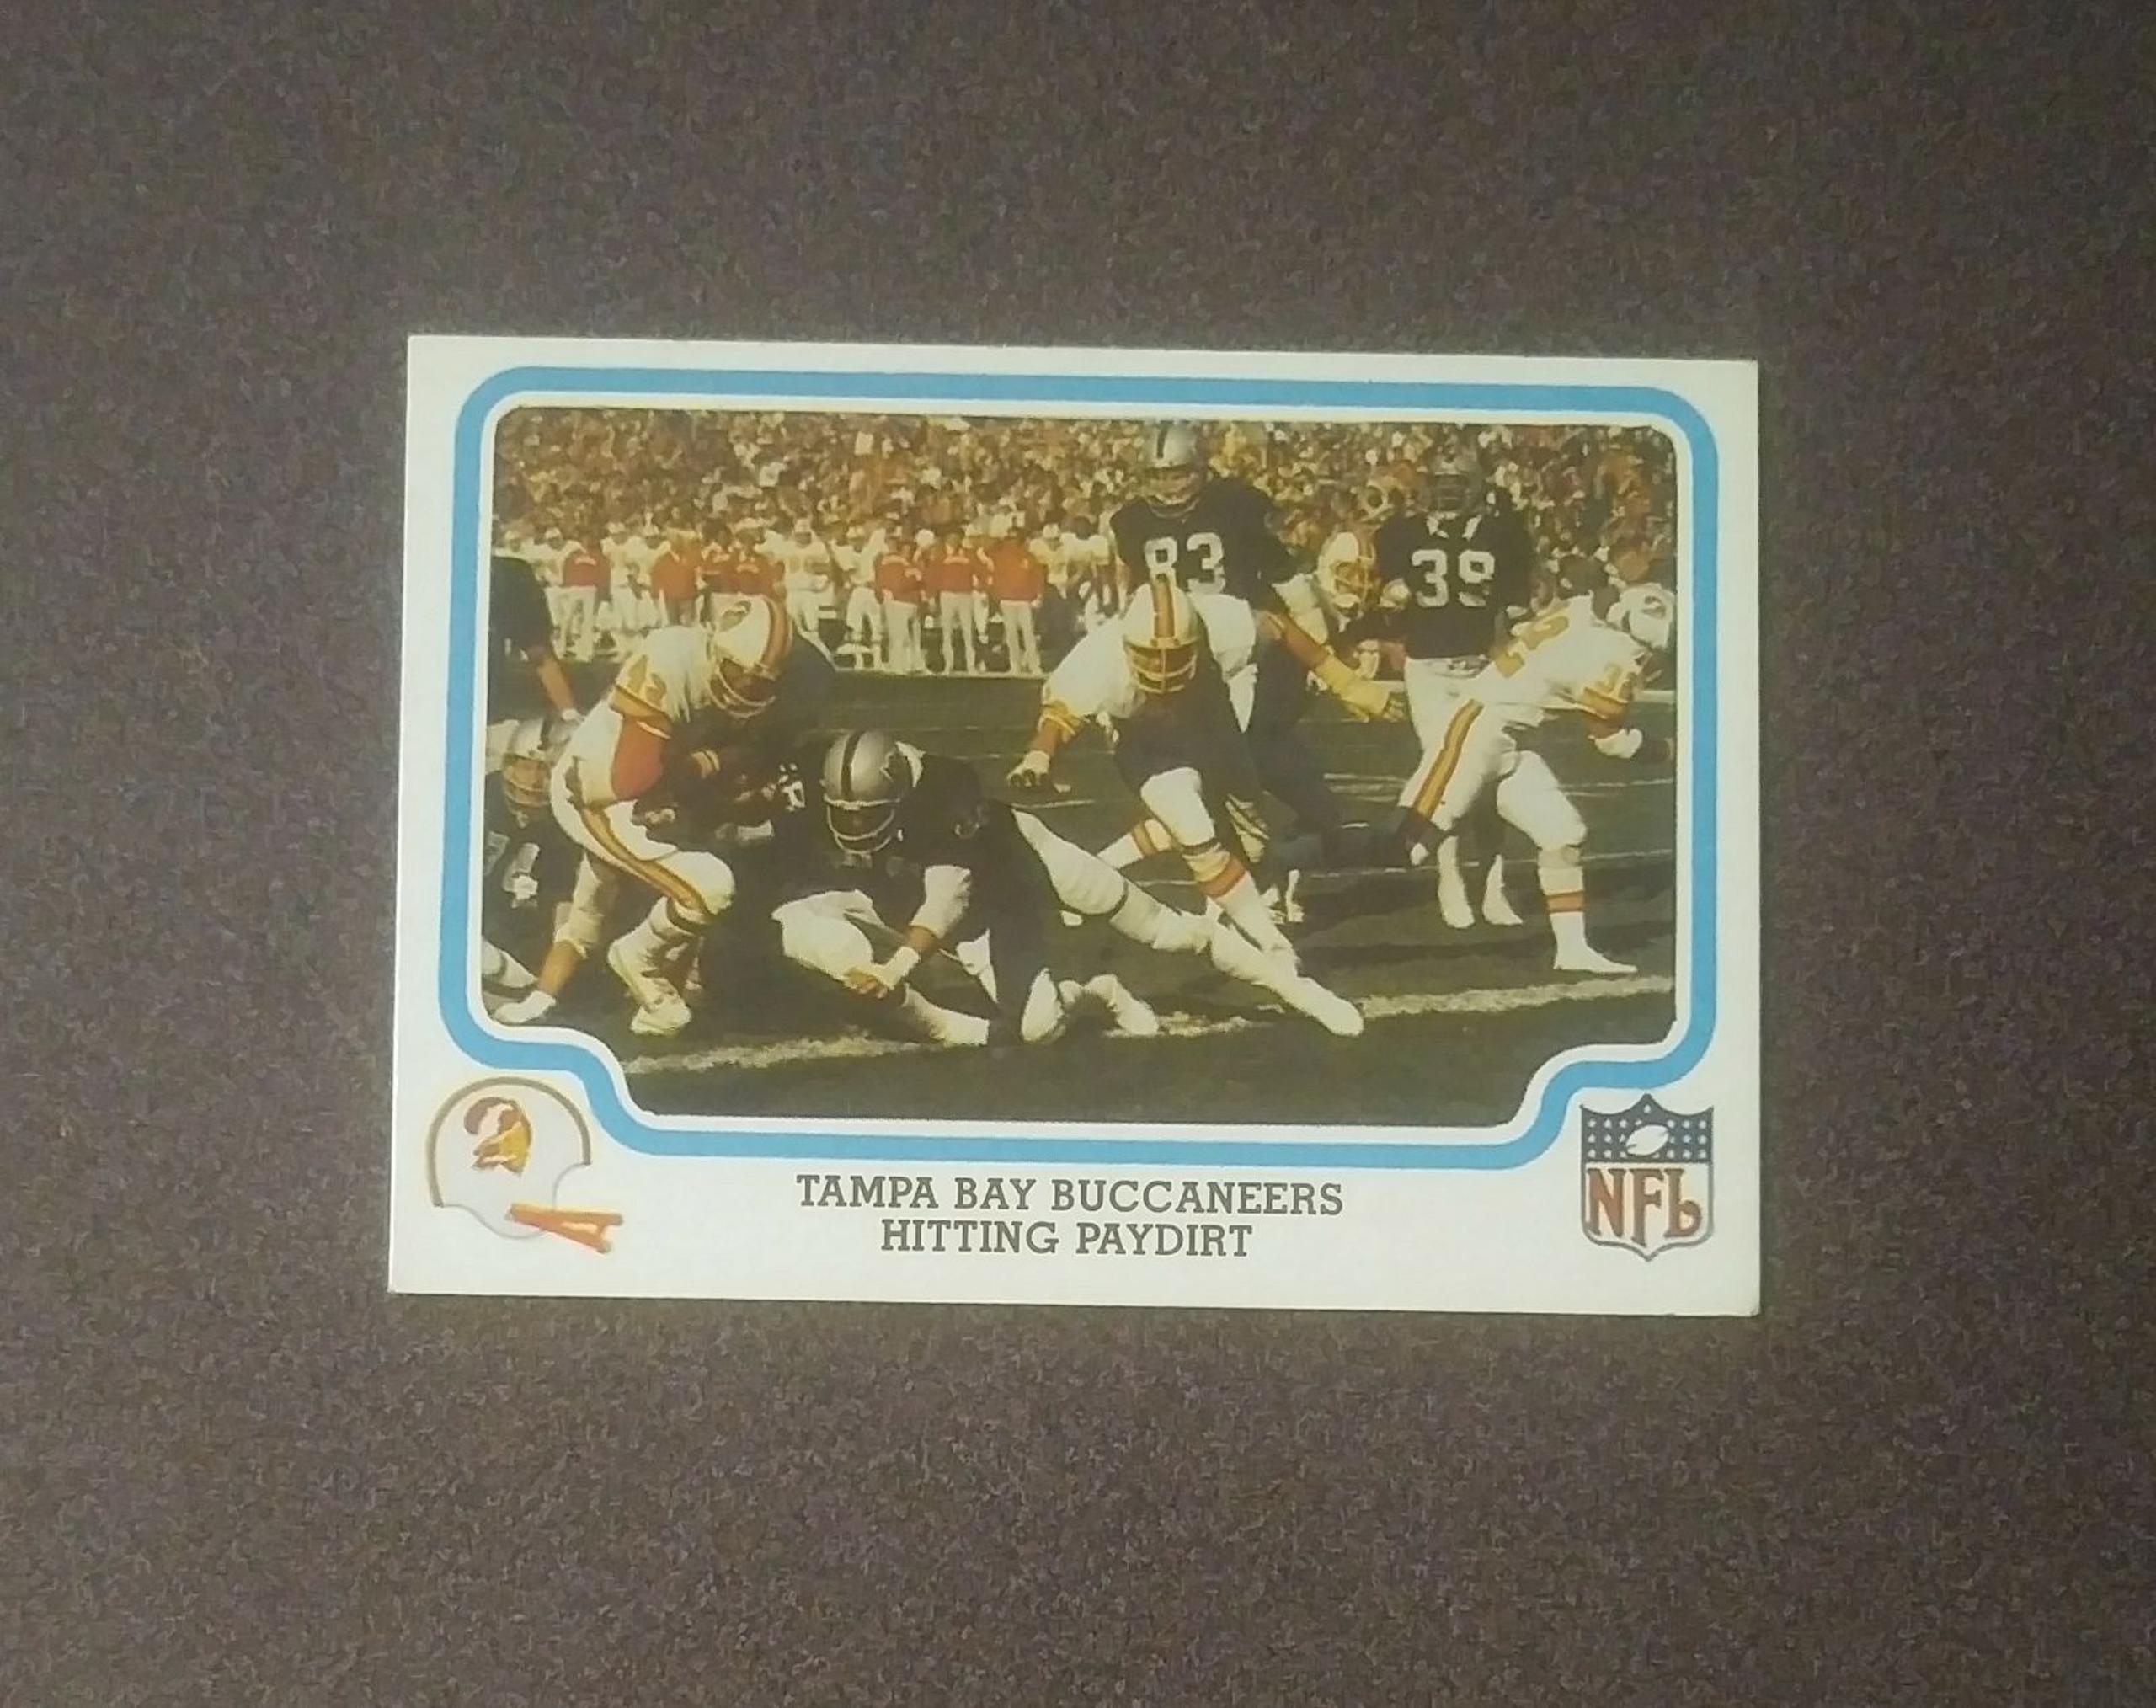 83
39
TAMPA BAY BUCCANEERS
HITTING PAYDIRT
NFL